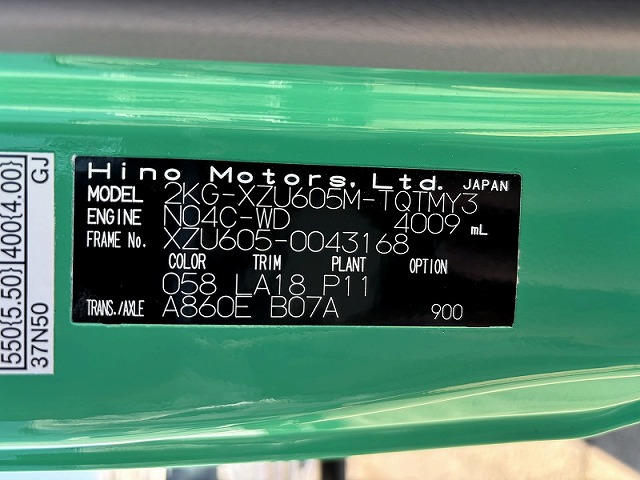 Hino Motors, Ltd. JAPAN
MODEL 2KG-XZU605M-TQTMY3
ENGINE N04C-WD 4009 mL
FRAME No. XZU605-0043168
COLOR TRIM PLANT OPTION
058 LA18 P11
TRANS./AXLE A860E B07A 900
550{5.50} 400{4.00}
37N50 GJ